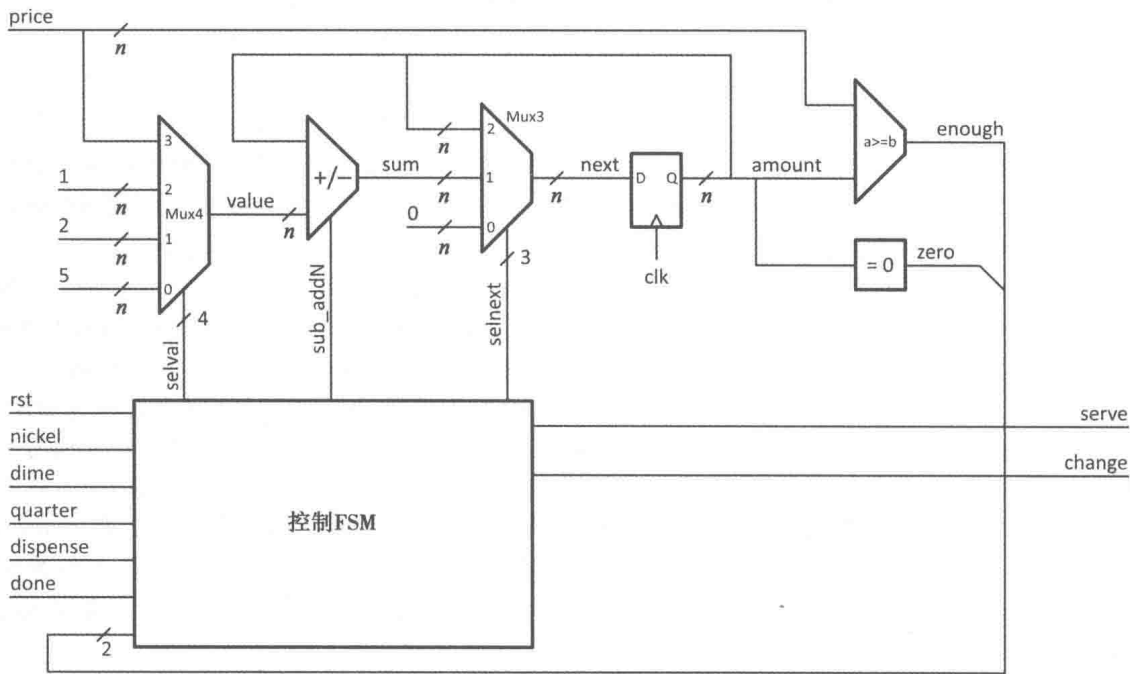 price
n
Mux3
2
n
3
a>=b
enough
1
n
2
Mux4
value
n
+/−
sum
n
1
next
n
D
Q
n
amount
2
n
1
0
n
0
= 0
zero
5
n
0
3
clk
4
selval
sub_addN
selnext
rst
nickel
dime
quarter
dispense
done
2
控制FSM
serve
change